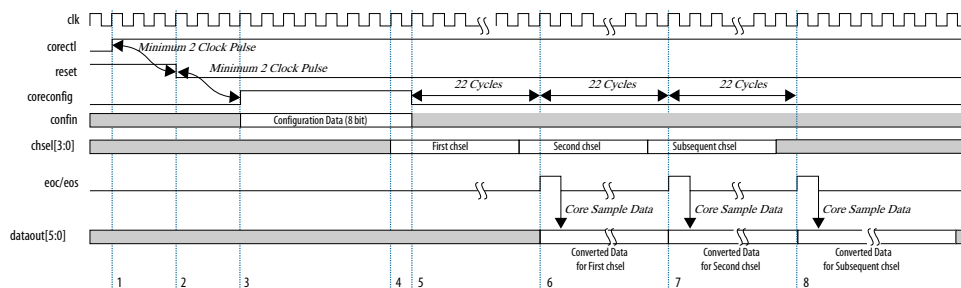 clk
corectl
Minimum 2 Clock Pulse
reset
Minimum 2 Clock Pulse
coreconfig
22 Cycles 22 Cycles 22 Cycles
confin
Configuration Data (8 bit)
chsel[3:0]
First chsel Second chsel Subsequent chsel
eoc/eos
Core Sample Data Core Sample Data Core Sample Data
dataout[5:0]
Converted Data
for First chsel
Converted Data
for Second chsel
Converted Data
for Subsequent chsel
1 2 3 4 5 6 7 8